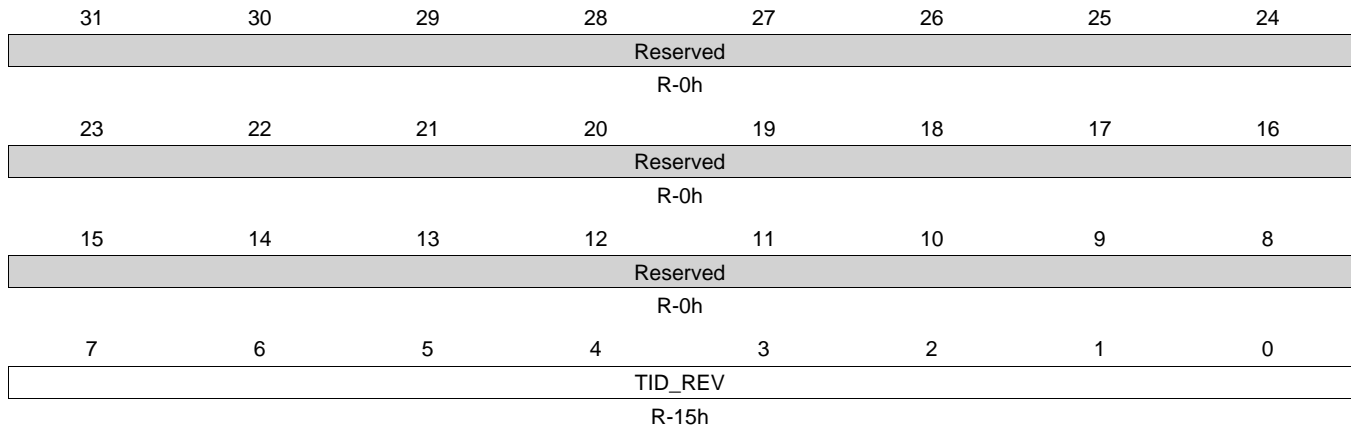 31 30 29 28 27 26 25 24
Reserved
R-0h
23 22 21 20 19 18 17 16
Reserved
R-0h
15 14 13 12 11 10 9 8
Reserved
R-0h
7 6 5 4 3 2 1 0
TID_REV
R-15h